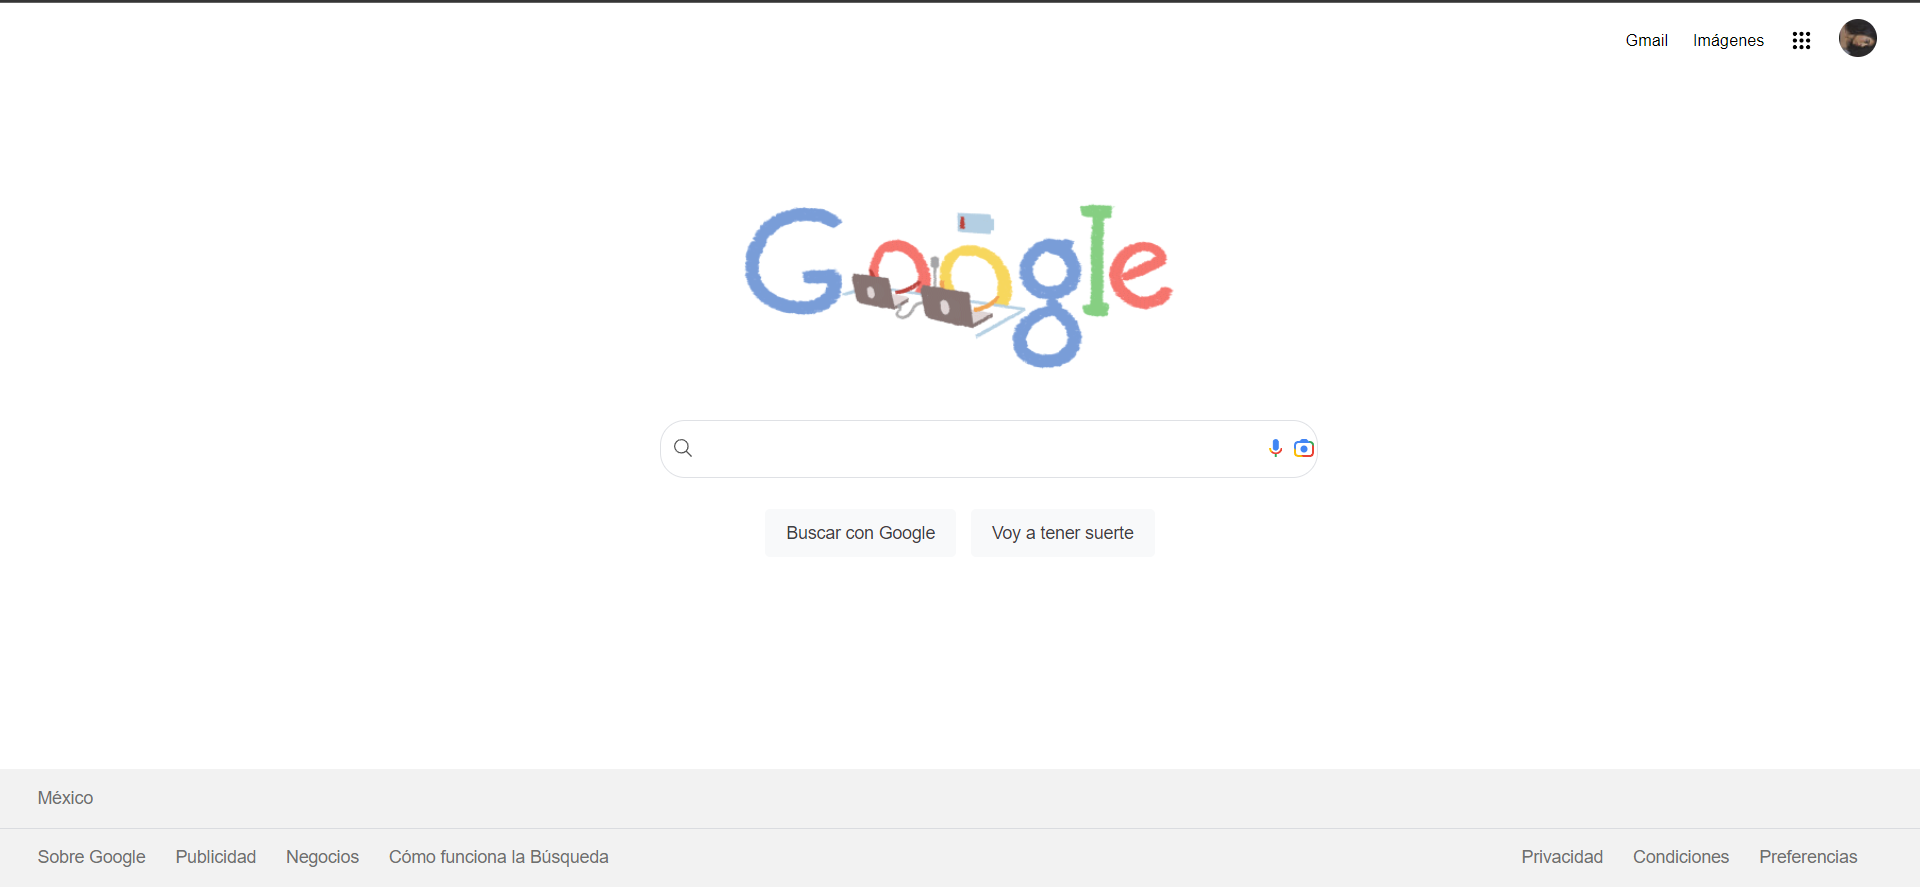 Gmail Imágenes
Google
Buscar con Google Voy a tener suerte
México
Sobre Google Publicidad Negocios Cómo funciona la Búsqueda Privacidad Condiciones Preferencias